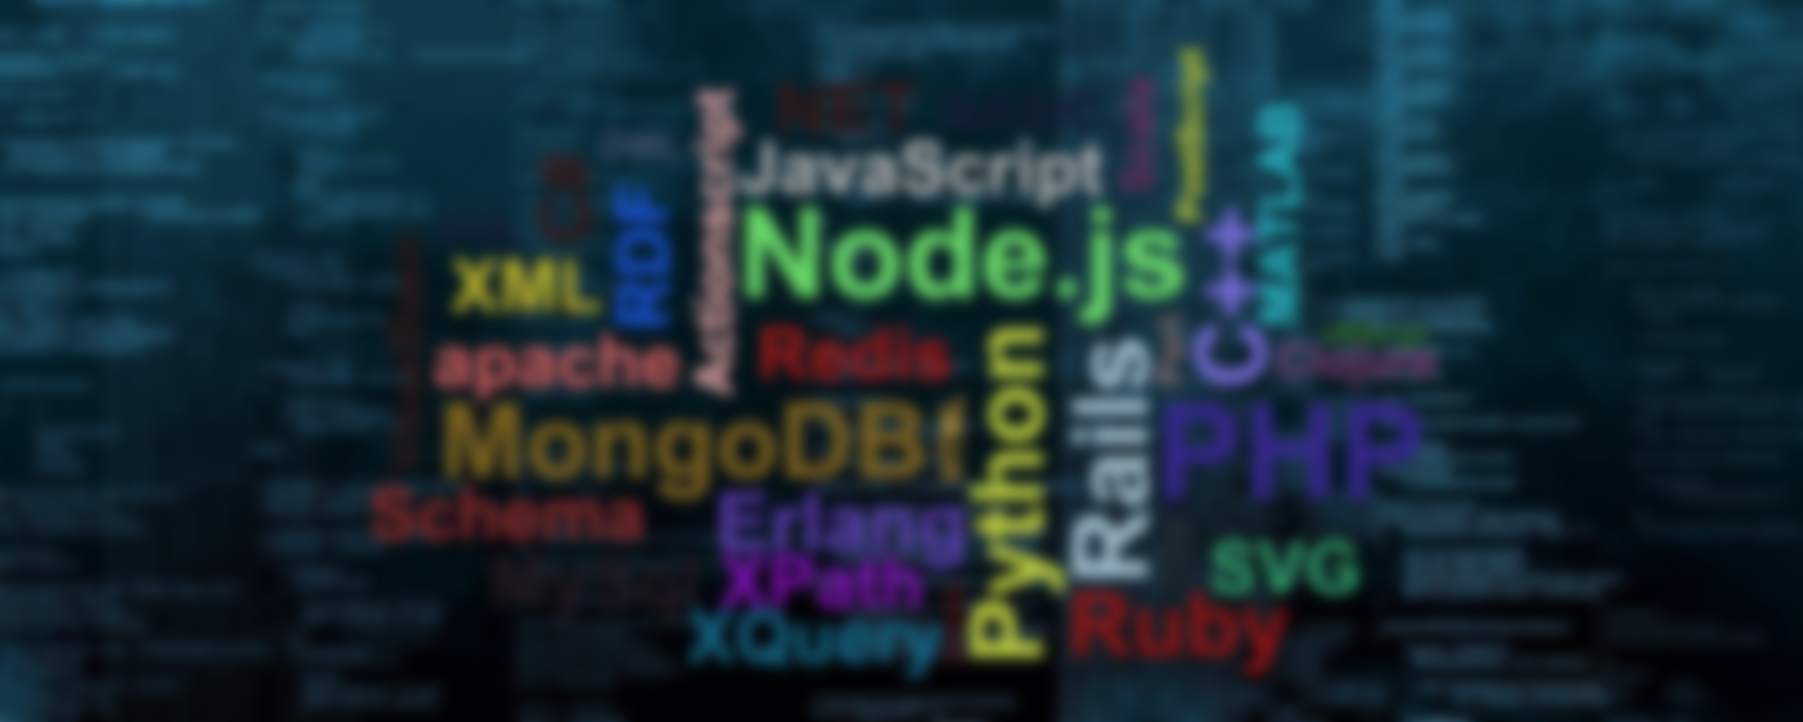 NET
JavaScript
PostScript
MATLAB
Actionscript
RDF
Node.js
C++
XML
apache
Redis
Python
Rails
MongoDB
PHP
Schema
Erlang
SVG
MySql
XPath
XQuery
Ruby